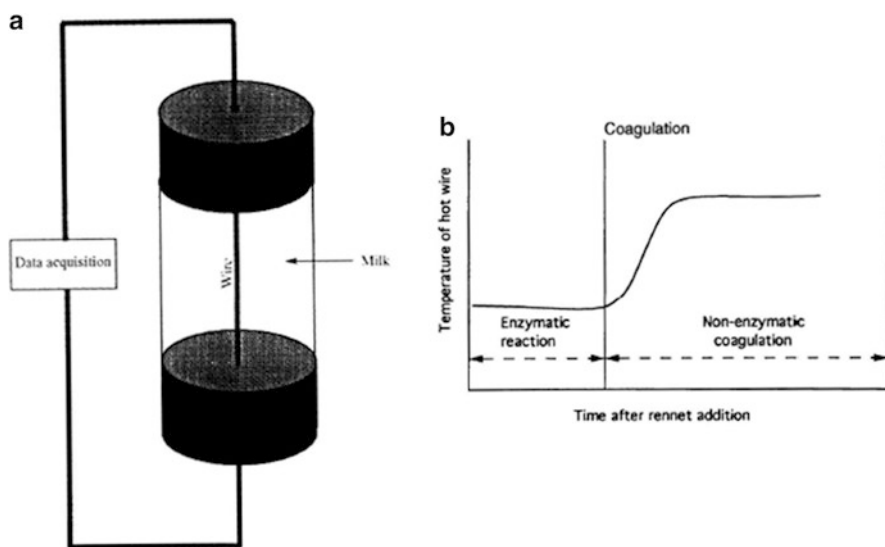 a
Data acquisition
Wire
Milk
b
Coagulation
Temperature of hot wire
Enzymatic
reaction
Non-enzymatic
coagulation
Time after rennet addition